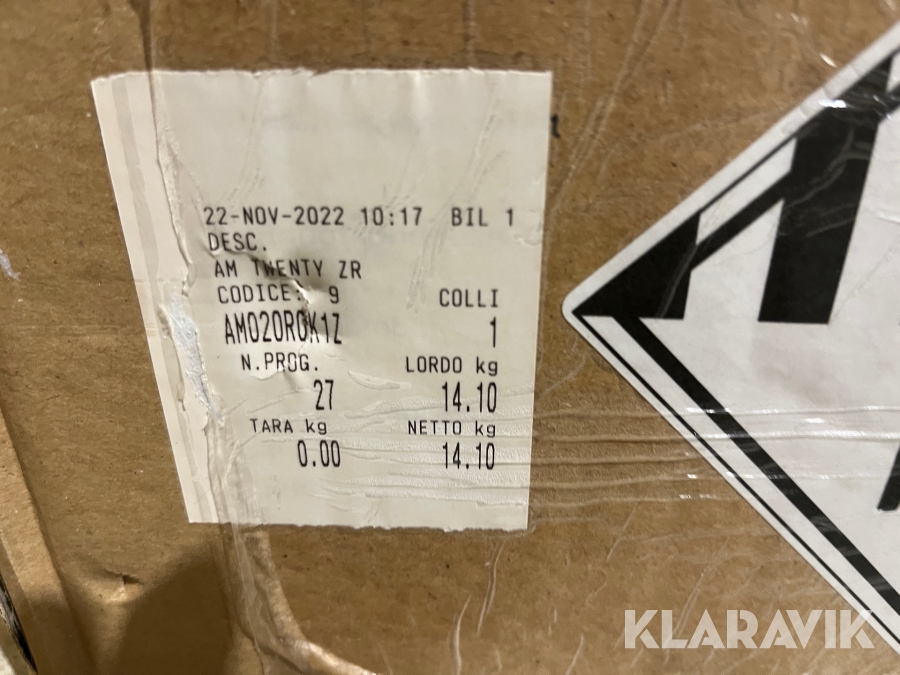 22-NOV-2022 10:17 BIL 1
DESC.
AM TWENTY ZR
CODICE: 9 COLLI
AM020R0K1Z 1
N.PROG. LORDO kg
27 14.10
TARA kg NETTO kg
0.00 14.10
KLARAVIK